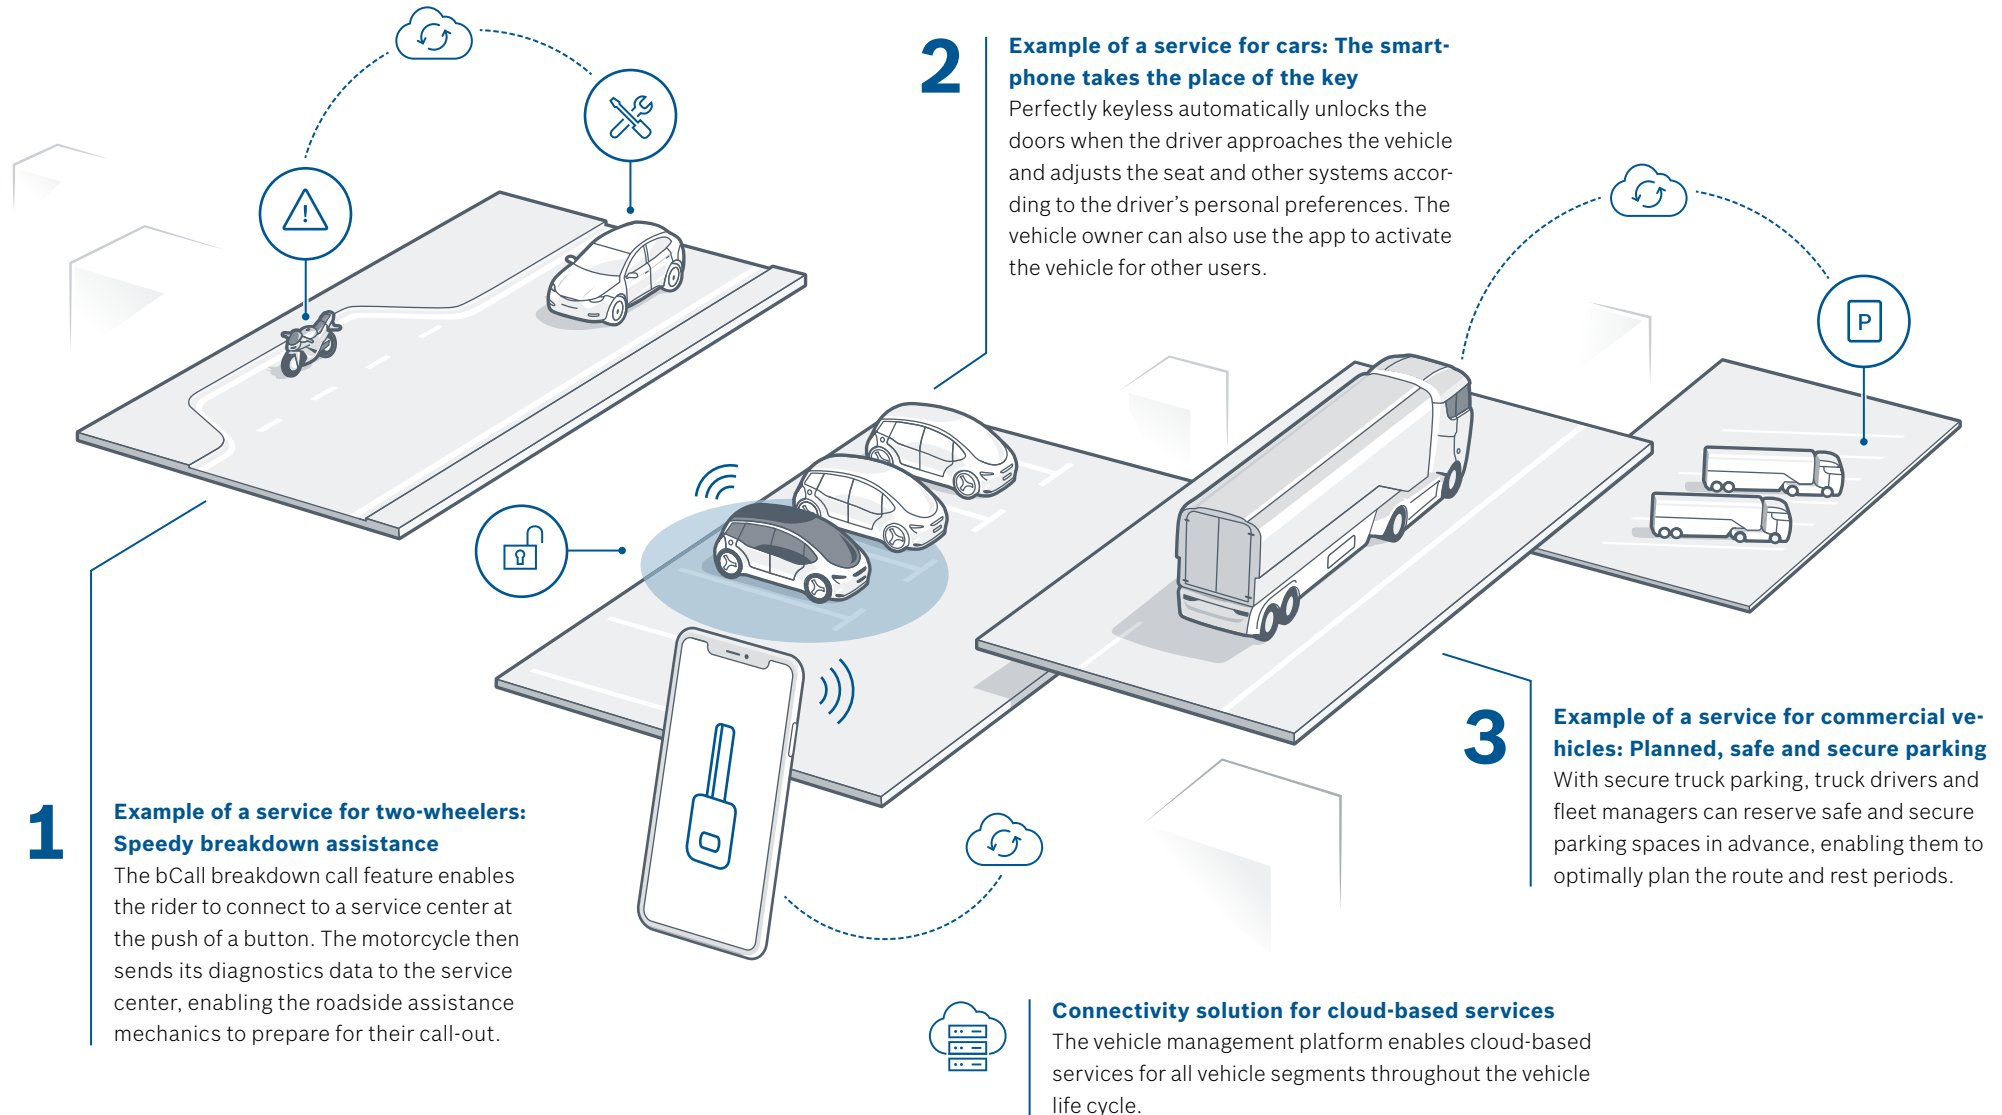 2
Example of a service for cars: The smart-
phone takes the place of the key
Perfectly keyless automatically unlocks the
doors when the driver approaches the vehicle
and adjusts the seat and other systems accor-
ding to the driver’s personal preferences. The
vehicle owner can also use the app to activate
the vehicle for other users.
!
P
1
Example of a service for two-wheelers:
Speedy breakdown assistance
The bCall breakdown call feature enables
the rider to connect to a service center at
the push of a button. The motorcycle then
sends its diagnostics data to the service
center, enabling the roadside assistance
mechanics to prepare for their call-out.
3
Example of a service for commercial ve-
hicles: Planned, safe and secure parking
With secure truck parking, truck drivers and
fleet managers can reserve safe and secure
parking spaces in advance, enabling them to
optimally plan the route and rest periods.
Connectivity solution for cloud-based services
The vehicle management platform enables cloud-based
services for all vehicle segments throughout the vehicle
life cycle.